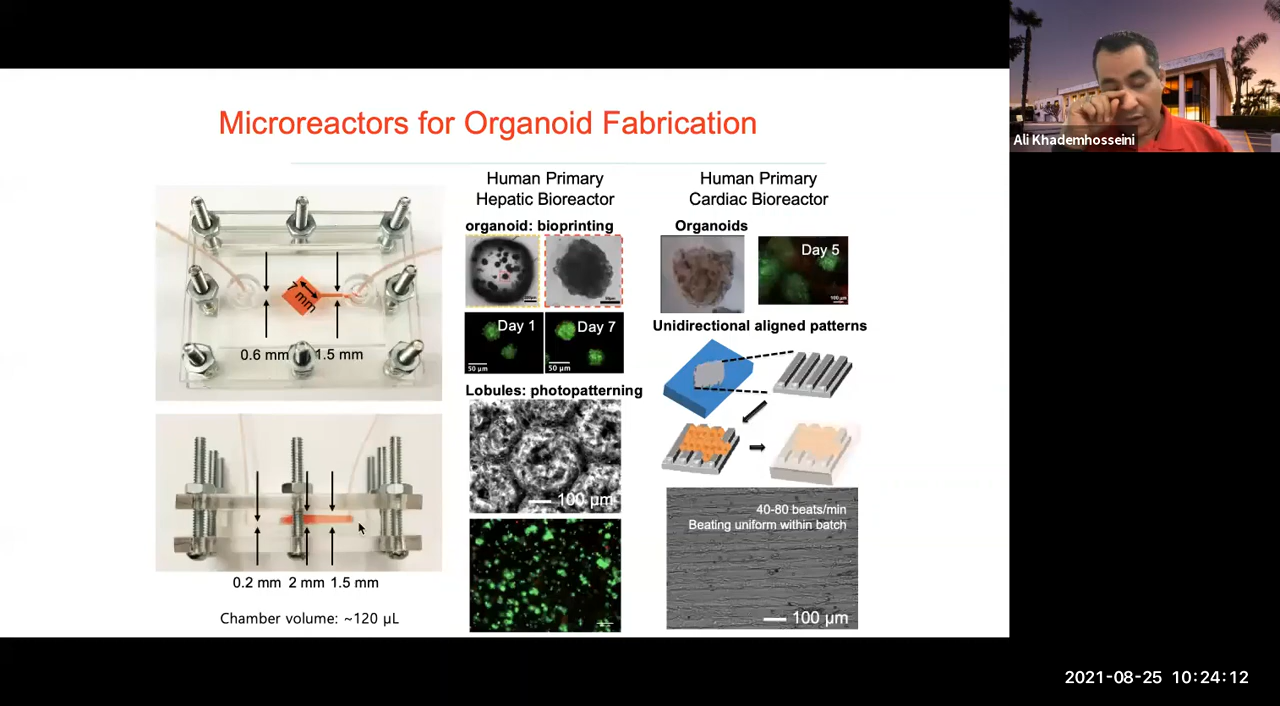 Microreactors for Organoid Fabrication
7 mm
0.6 mm
1.5 mm
0.2 mm 2 mm 1.5 mm
Chamber volume: ~120 µL
Human Primary
Hepatic Bioreactor
organoid: bioprinting
Day 1
50 µm
Day 7
50 µm
Lobules: photopatterning
100 µm
Human Primary
Cardiac Bioreactor
Organoids
Day 5
100 µm
Unidirectional aligned patterns
40-80 beats/min
Beating uniform within batch
100 µm
Ali Khademhosseini
2021-08-25 10:24:12